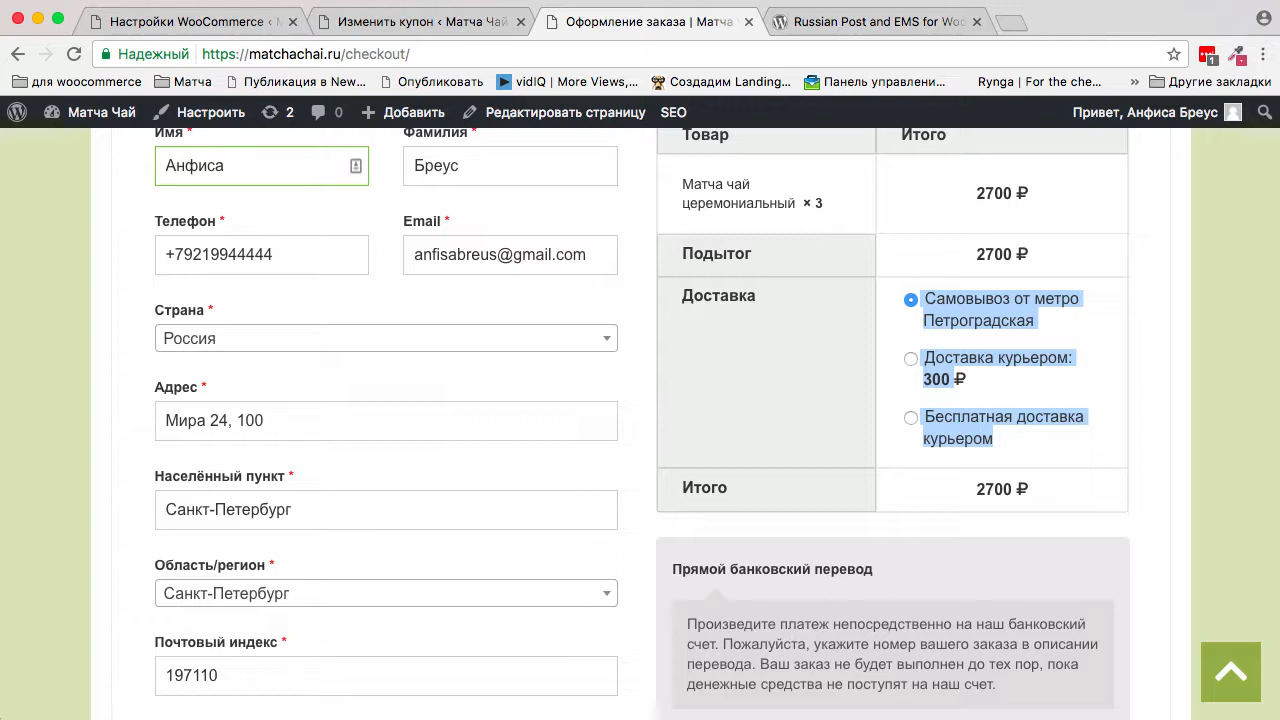 Настройки WooCommerce ‹ М
Изменить купон ‹ Матча Чай
Оформление заказа | Матча
Russian Post and EMS for Woo
Надежный
https://matchachai.ru/checkout/
1
для woocommerce
Матча
Публикация в New...
Опубликовать
vidIQ | More Views,...
Создадим Landing...
Панель управлени...
Rynga | For the che...
»
Другие закладки
Матча Чай
Настроить
2
0
Добавить
Редактировать страницу
SEO
Привет, Анфиса Бреус
Имя *
Фамилия *
Анфиса
Бреус
Телефон *
Email *
+79219944444
anfisabreus@gmail.com
Страна *
Россия
Адрес *
Мира 24, 100
Населённый пункт *
Санкт-Петербург
Область/регион *
Санкт-Петербург
Почтовый индекс *
197110
Товар
Итого
Матча чай
церемониальный × 3
2700 ₽
Подытог
2700 ₽
Доставка
Самовывоз от метро
Петроградская
Доставка курьером:
300 ₽
Бесплатная доставка
курьером
Итого
2700 ₽
Прямой банковский перевод
Произведите платеж непосредственно на наш банковский
счет. Пожалуйста, укажите номер вашего заказа в описании
перевода. Ваш заказ не будет выполнен до тех пор, пока
денежные средства не поступят на наш счет.